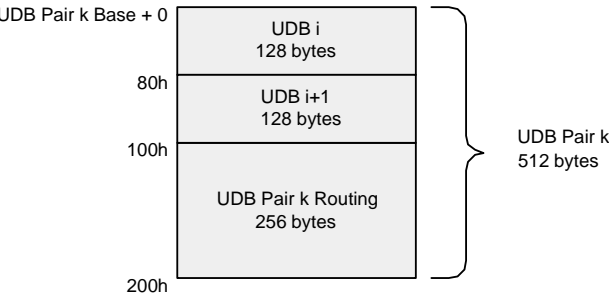 UDB Pair k Base + 0
UDB i
128 bytes
80h
UDB i+1
128 bytes
100h
UDB Pair k
512 bytes
UDB Pair k Routing
256 bytes
200h